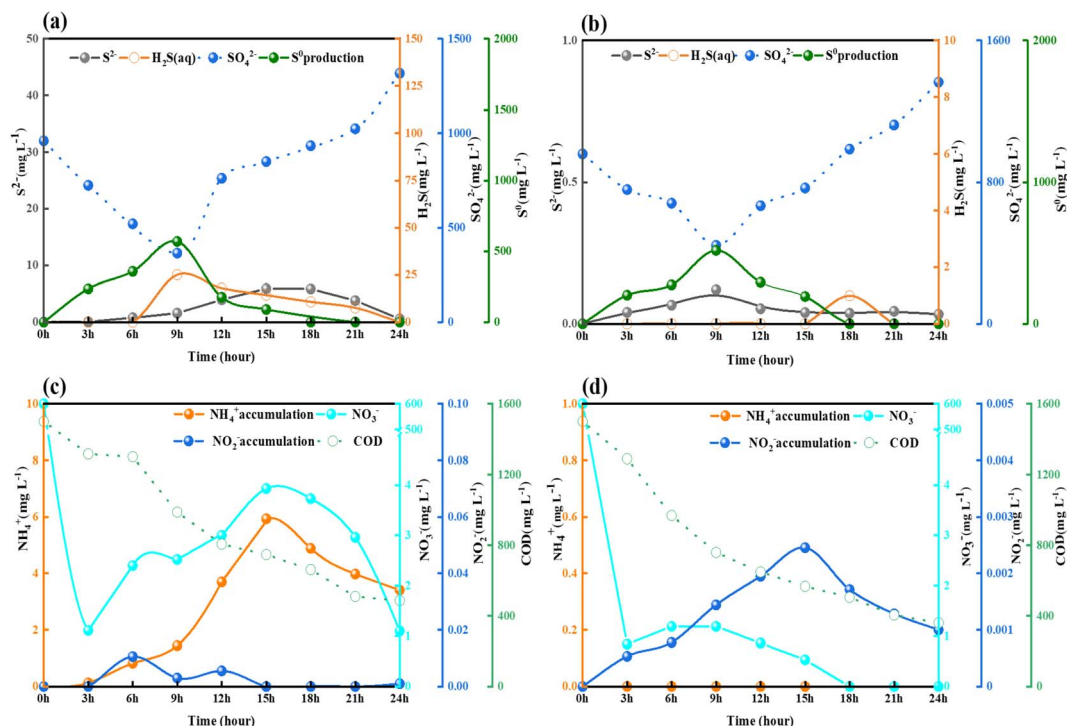 (a)
50
40
30
20
10
0
S²⁻(mg L⁻¹)
S²⁻ H₂S(aq) SO₄²⁻ S⁰production
150
125
100
75
50
25
0
H₂S(mg L⁻¹)
1500
1000
500
0
SO₄²⁻(mg L⁻¹)
2000
1500
1000
500
0
S⁰(mg L⁻¹)
0h 3h 6h 9h 12h 15h 18h 21h 24h
Time (hour)
(b)
1.0
0.5
0.0
S²⁻(mg L⁻¹)
S²⁻ H₂S(aq) SO₄²⁻ S⁰production
10
8
6
4
2
0
H₂S(mg L⁻¹)
1600
800
0
SO₄²⁻(mg L⁻¹)
2000
1000
0
S⁰(mg L⁻¹)
0h 3h 6h 9h 12h 15h 18h 21h 24h
Time (hour)
(c)
10
8
6
4
2
0
NH₄⁺(mg L⁻¹)
NH₄⁺accumulation NO₃⁻
NO₂⁻accumulation COD
600
500
4
3
2
1
0
NO₃⁻(mg L⁻¹)
0.10
0.08
0.06
0.04
0.02
0.00
NO₂⁻(mg L⁻¹)
1600
1200
800
400
0
COD(mg L⁻¹)
0h 3h 6h 9h 12h 15h 18h 21h 24h
Time (hour)
(d)
1.0
0.8
0.6
0.4
0.2
0.0
NH₄⁺(mg L⁻¹)
NH₄⁺accumulation NO₃⁻
NO₂⁻accumulation COD
600
500
4
3
2
1
0
NO₃⁻(mg L⁻¹)
0.005
0.004
0.003
0.002
0.001
0.00
NO₂⁻(mg L⁻¹)
1600
1200
800
400
0
COD(mg L⁻¹)
0h 3h 6h 9h 12h 15h 18h 21h 24h
Time (hour)